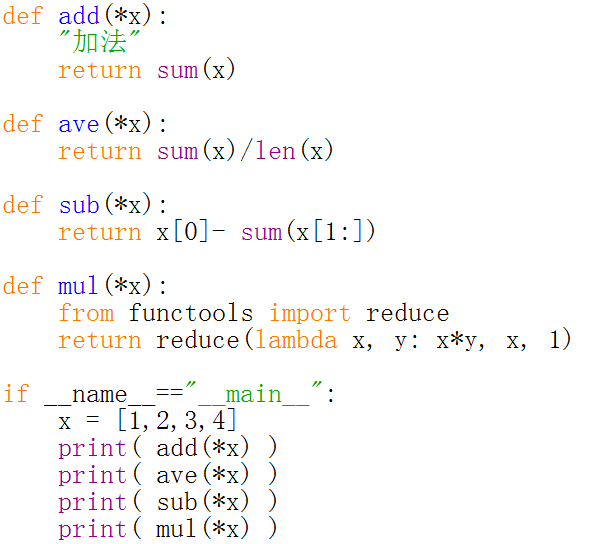 def add(*x):
    "加法"
    return sum(x)

def ave(*x):
    return sum(x)/len(x)

def sub(*x):
    return x[0]- sum(x[1:])

def mul(*x):
    from functools import reduce
    return reduce(lambda x, y: x*y, x, 1)

if __name__=="__main__":
    x = [1,2,3,4]
    print( add(*x) )
    print( ave(*x) )
    print( sub(*x) )
    print( mul(*x) )